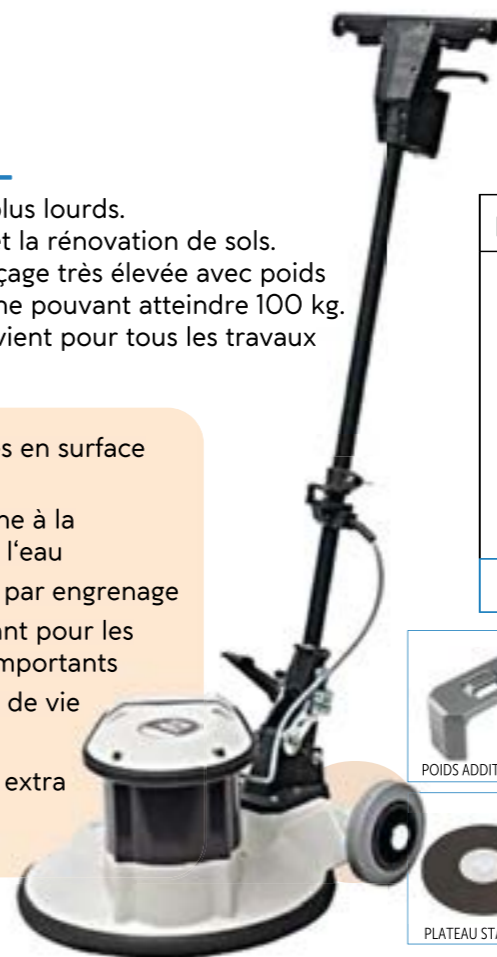 plus lourds.
et la rénovation de sols.
çage très élevée avec poids
ne pouvant atteindre 100 kg.
vient pour tous les travaux
s en surface
ne à la
l‘eau
par engrenage
ant pour les
mportants
de vie
extra
POIDS ADDIT
PLATEAU STA